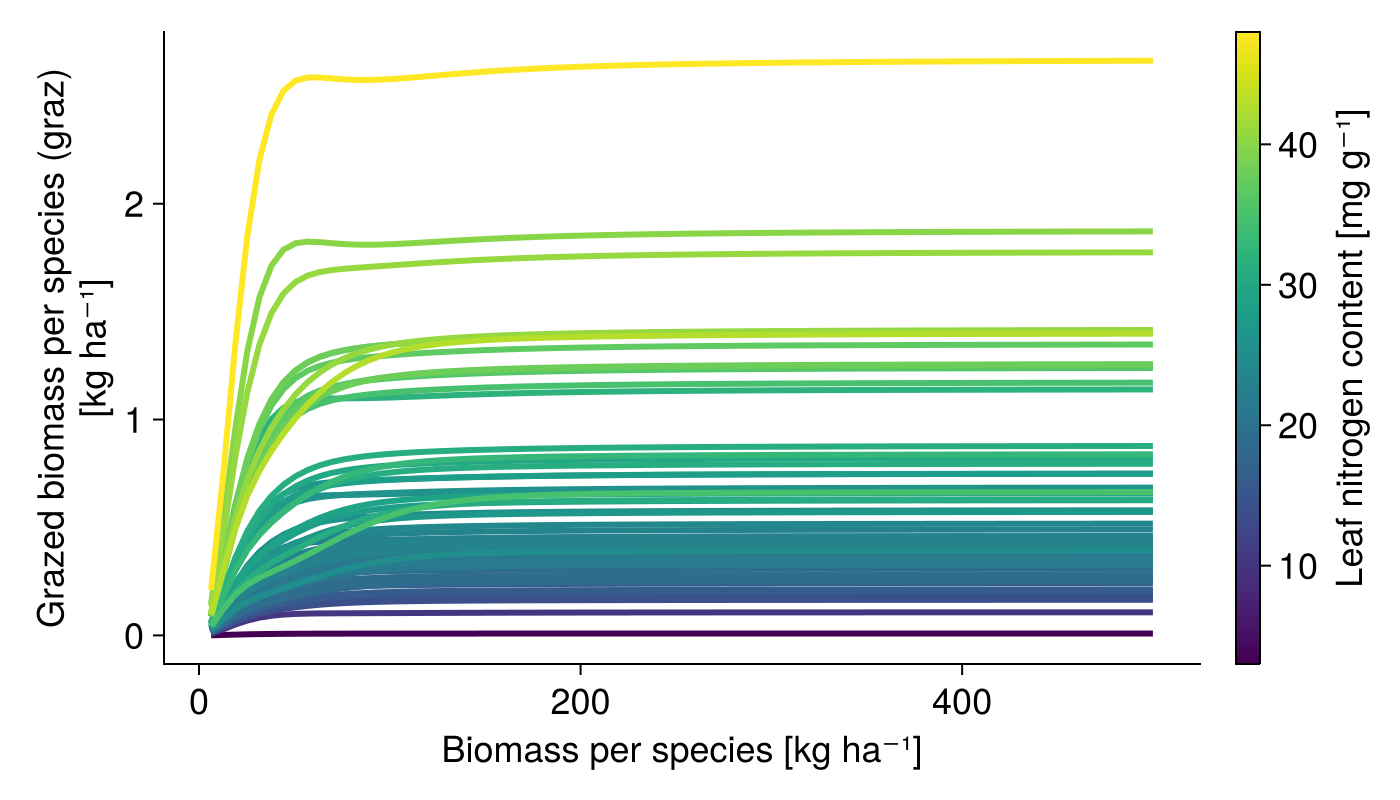 Grazed biomass per species (graz)
[kg ha⁻¹]
2
1
0
0
200
400
Biomass per species [kg ha⁻¹]
40
30
20
10
Leaf nitrogen content [mg g⁻¹]